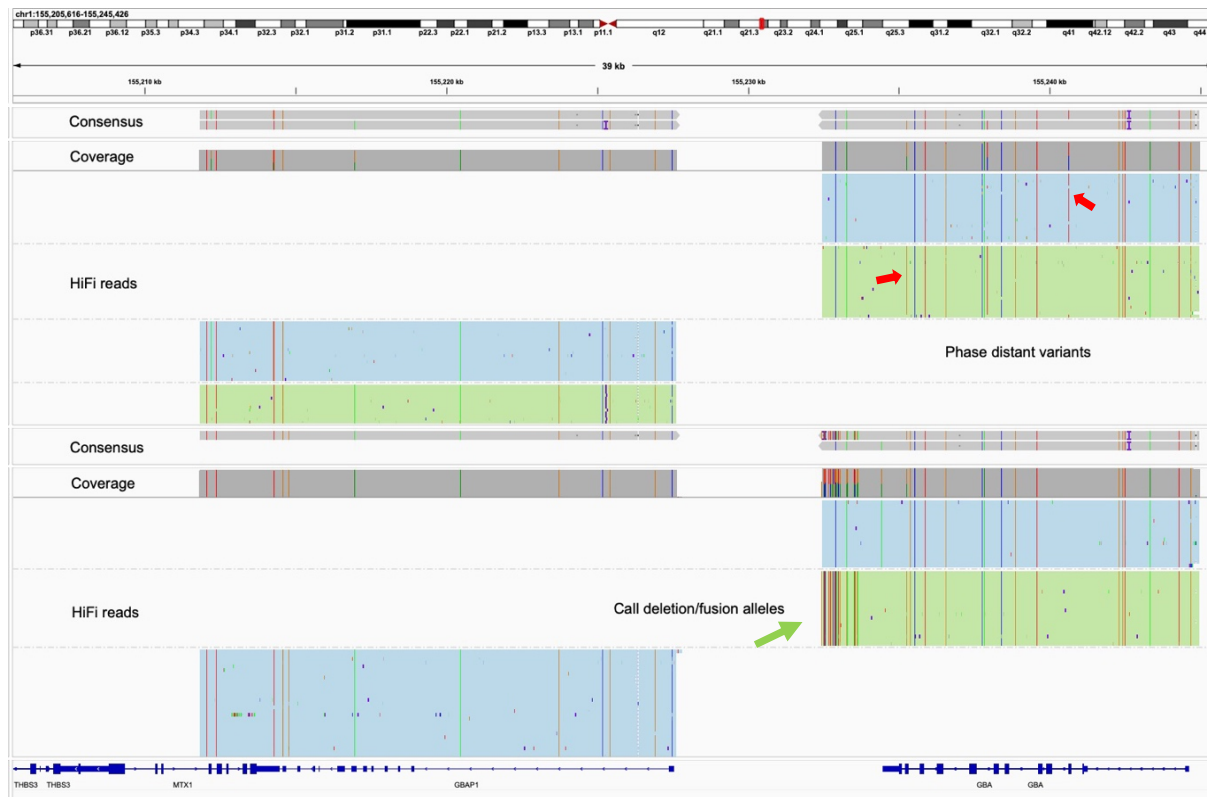 chr1:155,205,616-155,245,426
p36.31 p36.21 p36.12 p35.3 p34.3 p34.1 p32.3 p32.1 p31.2 p31.1 p22.3 p22.1 p21.2 p13.3 p13.1 p11.1 q12 q21.1 q21.3 q23.2 q24.1 q25.1 q25.3 q31.2 q32.1 q32.2 q41 q42.12 q42.2 q43 q44
39 kb
155,210 kb 155,220 kb 155,230 kb 155,240 kb
Consensus
Coverage
HiFi reads
Phase distant variants
Consensus
Coverage
HiFi reads
Call deletion/fusion alleles
THBS3 THBS3 MTX1 GBAP1 GBA GBA